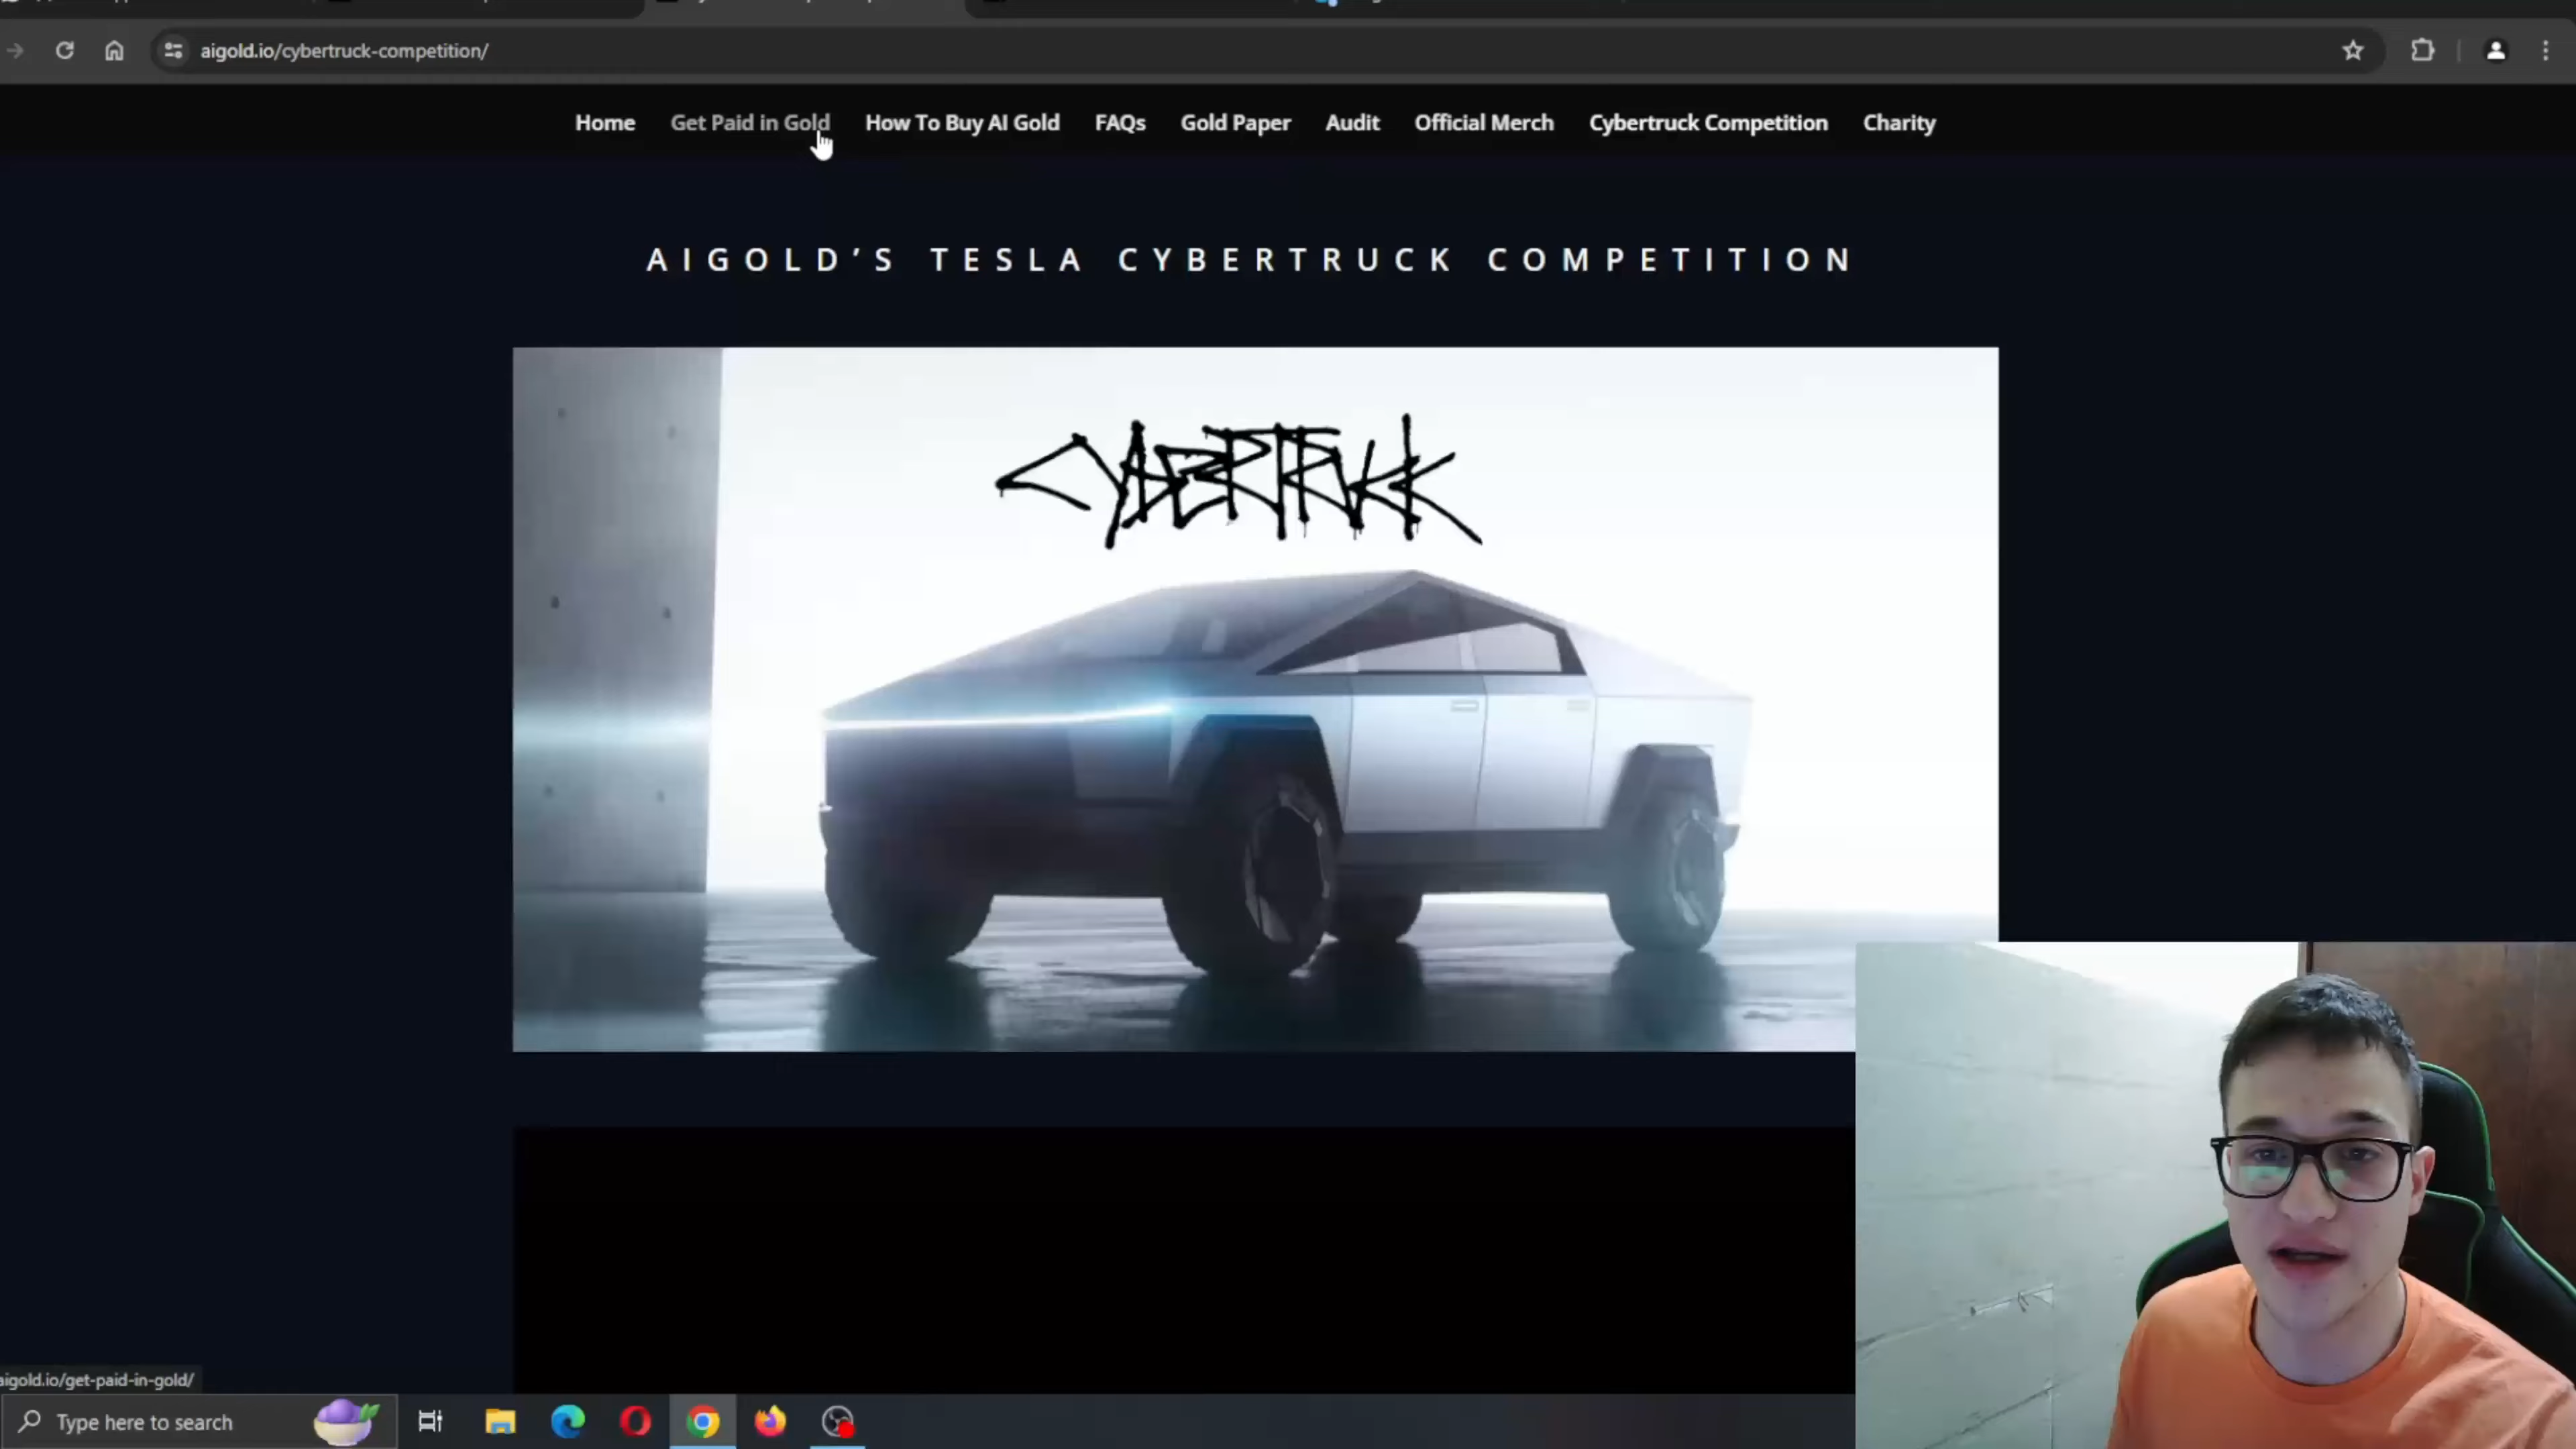 aigold.io/cybertruck-competition/
Home Get Paid in Gold How To Buy AI Gold FAQs Gold Paper Audit Official Merch Cybertruck Competition Charity
AIGOLD'S TESLA CYBERTRUCK COMPETITION
CYBERTRUCK
aigold.io/get-paid-in-gold/
Type here to search